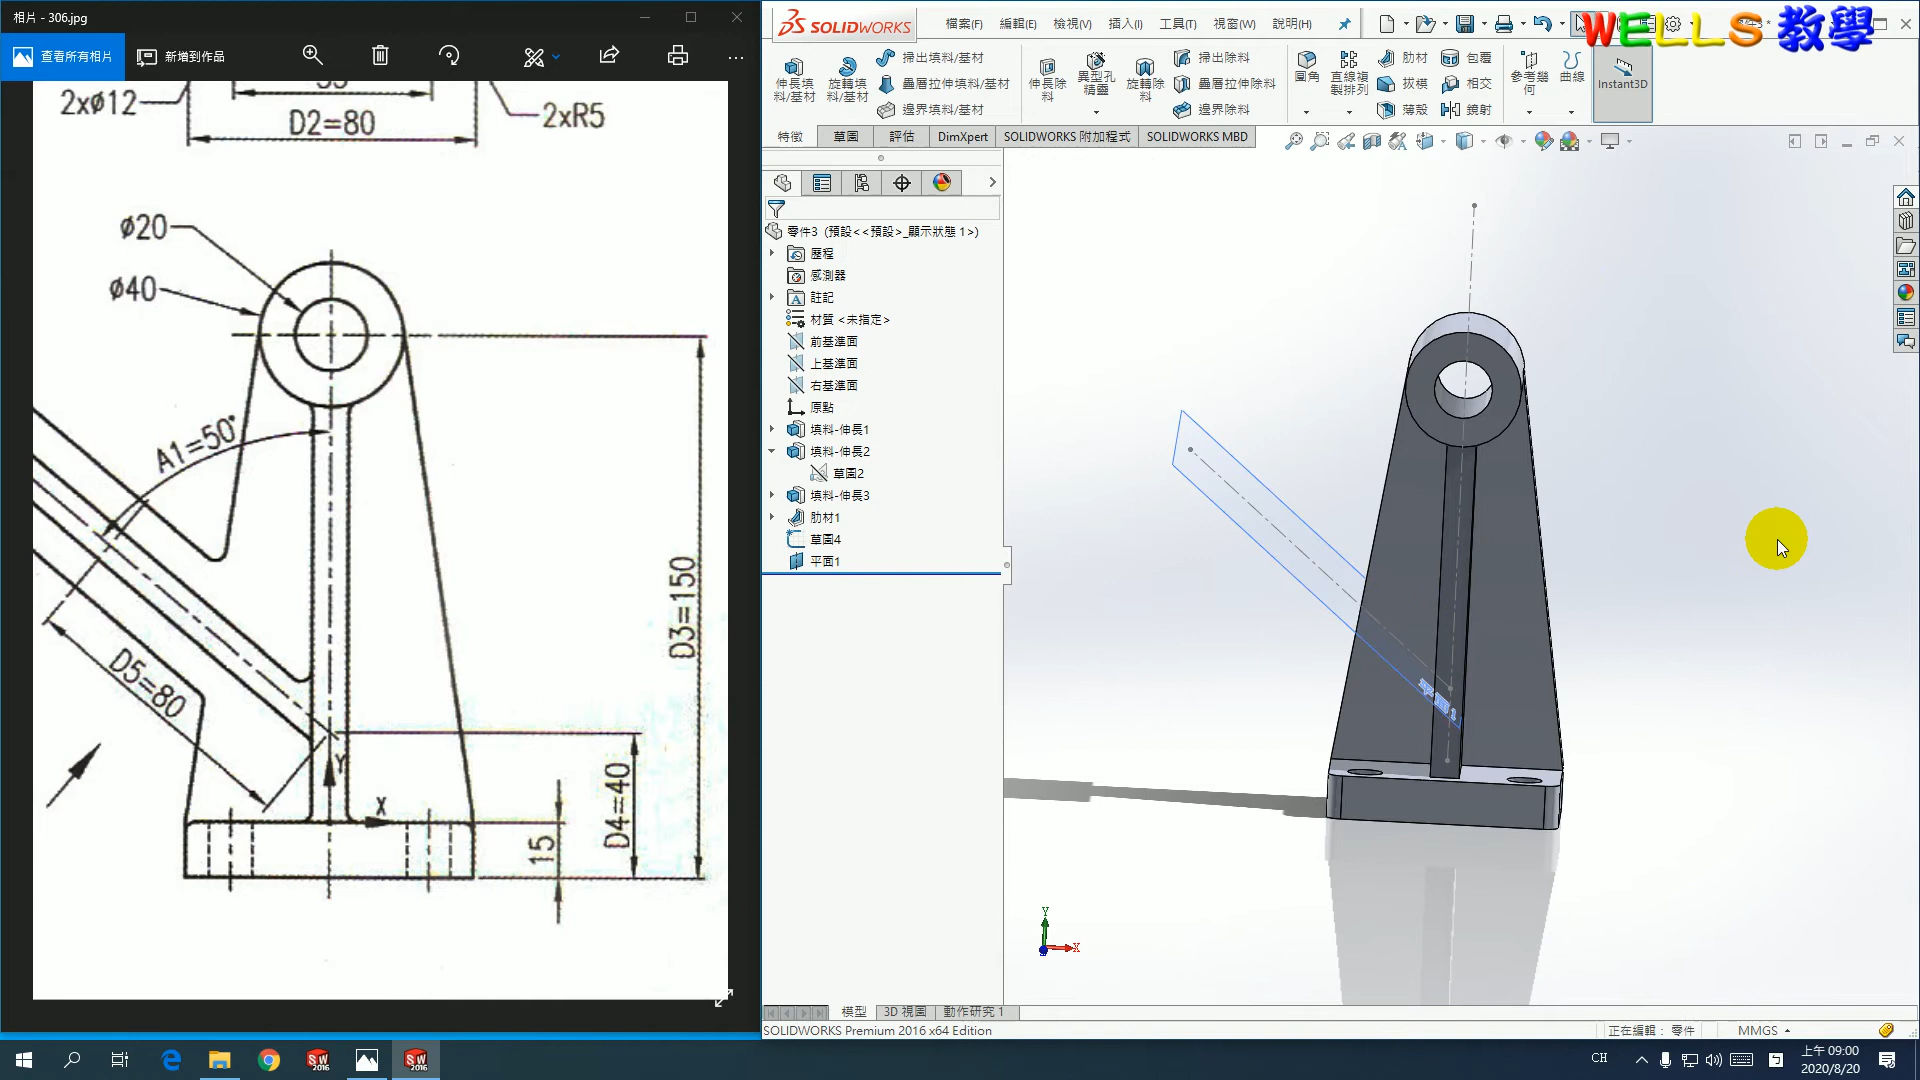 相片 - 306.jpg
查看所有相片
新增到作品
2xø12
D2=80
2xR5
ø20
ø40
A1=50°
D3=150
D5=80
Y
X
D4=40
15
SOLIDWORKS
檔案(F)
編輯(E)
檢視(V)
插入(I)
工具(T)
視窗(W)
說明(H)
WELLS教學
伸長填料/基材
旋轉填料/基材
掃出填料/基材
疊層拉伸填料/基材
邊界填料/基材
伸長除料
異型孔精靈
旋轉除料
掃出除料
疊層拉伸除料
邊界除料
圓角
直線複製排列
肋材
拔模
薄殼
包覆
相交
鏡射
參考幾何
曲線
Instant3D
特徵
草圖
評估
DimXpert
SOLIDWORKS 附加程式
SOLIDWORKS MBD
零件3 (預設<<預設>_顯示狀態 1>)
歷程
感測器
註記
材質 <未指定>
前基準面
上基準面
右基準面
原點
填料-伸長1
填料-伸長2
草圖2
填料-伸長3
肋材1
草圖4
平面1
Y
X
模型
3D 視圖
動作研究 1
SOLIDWORKS Premium 2016 x64 Edition
正在編輯： 零件
MMGS
CH
上午 09:00
2020/8/20